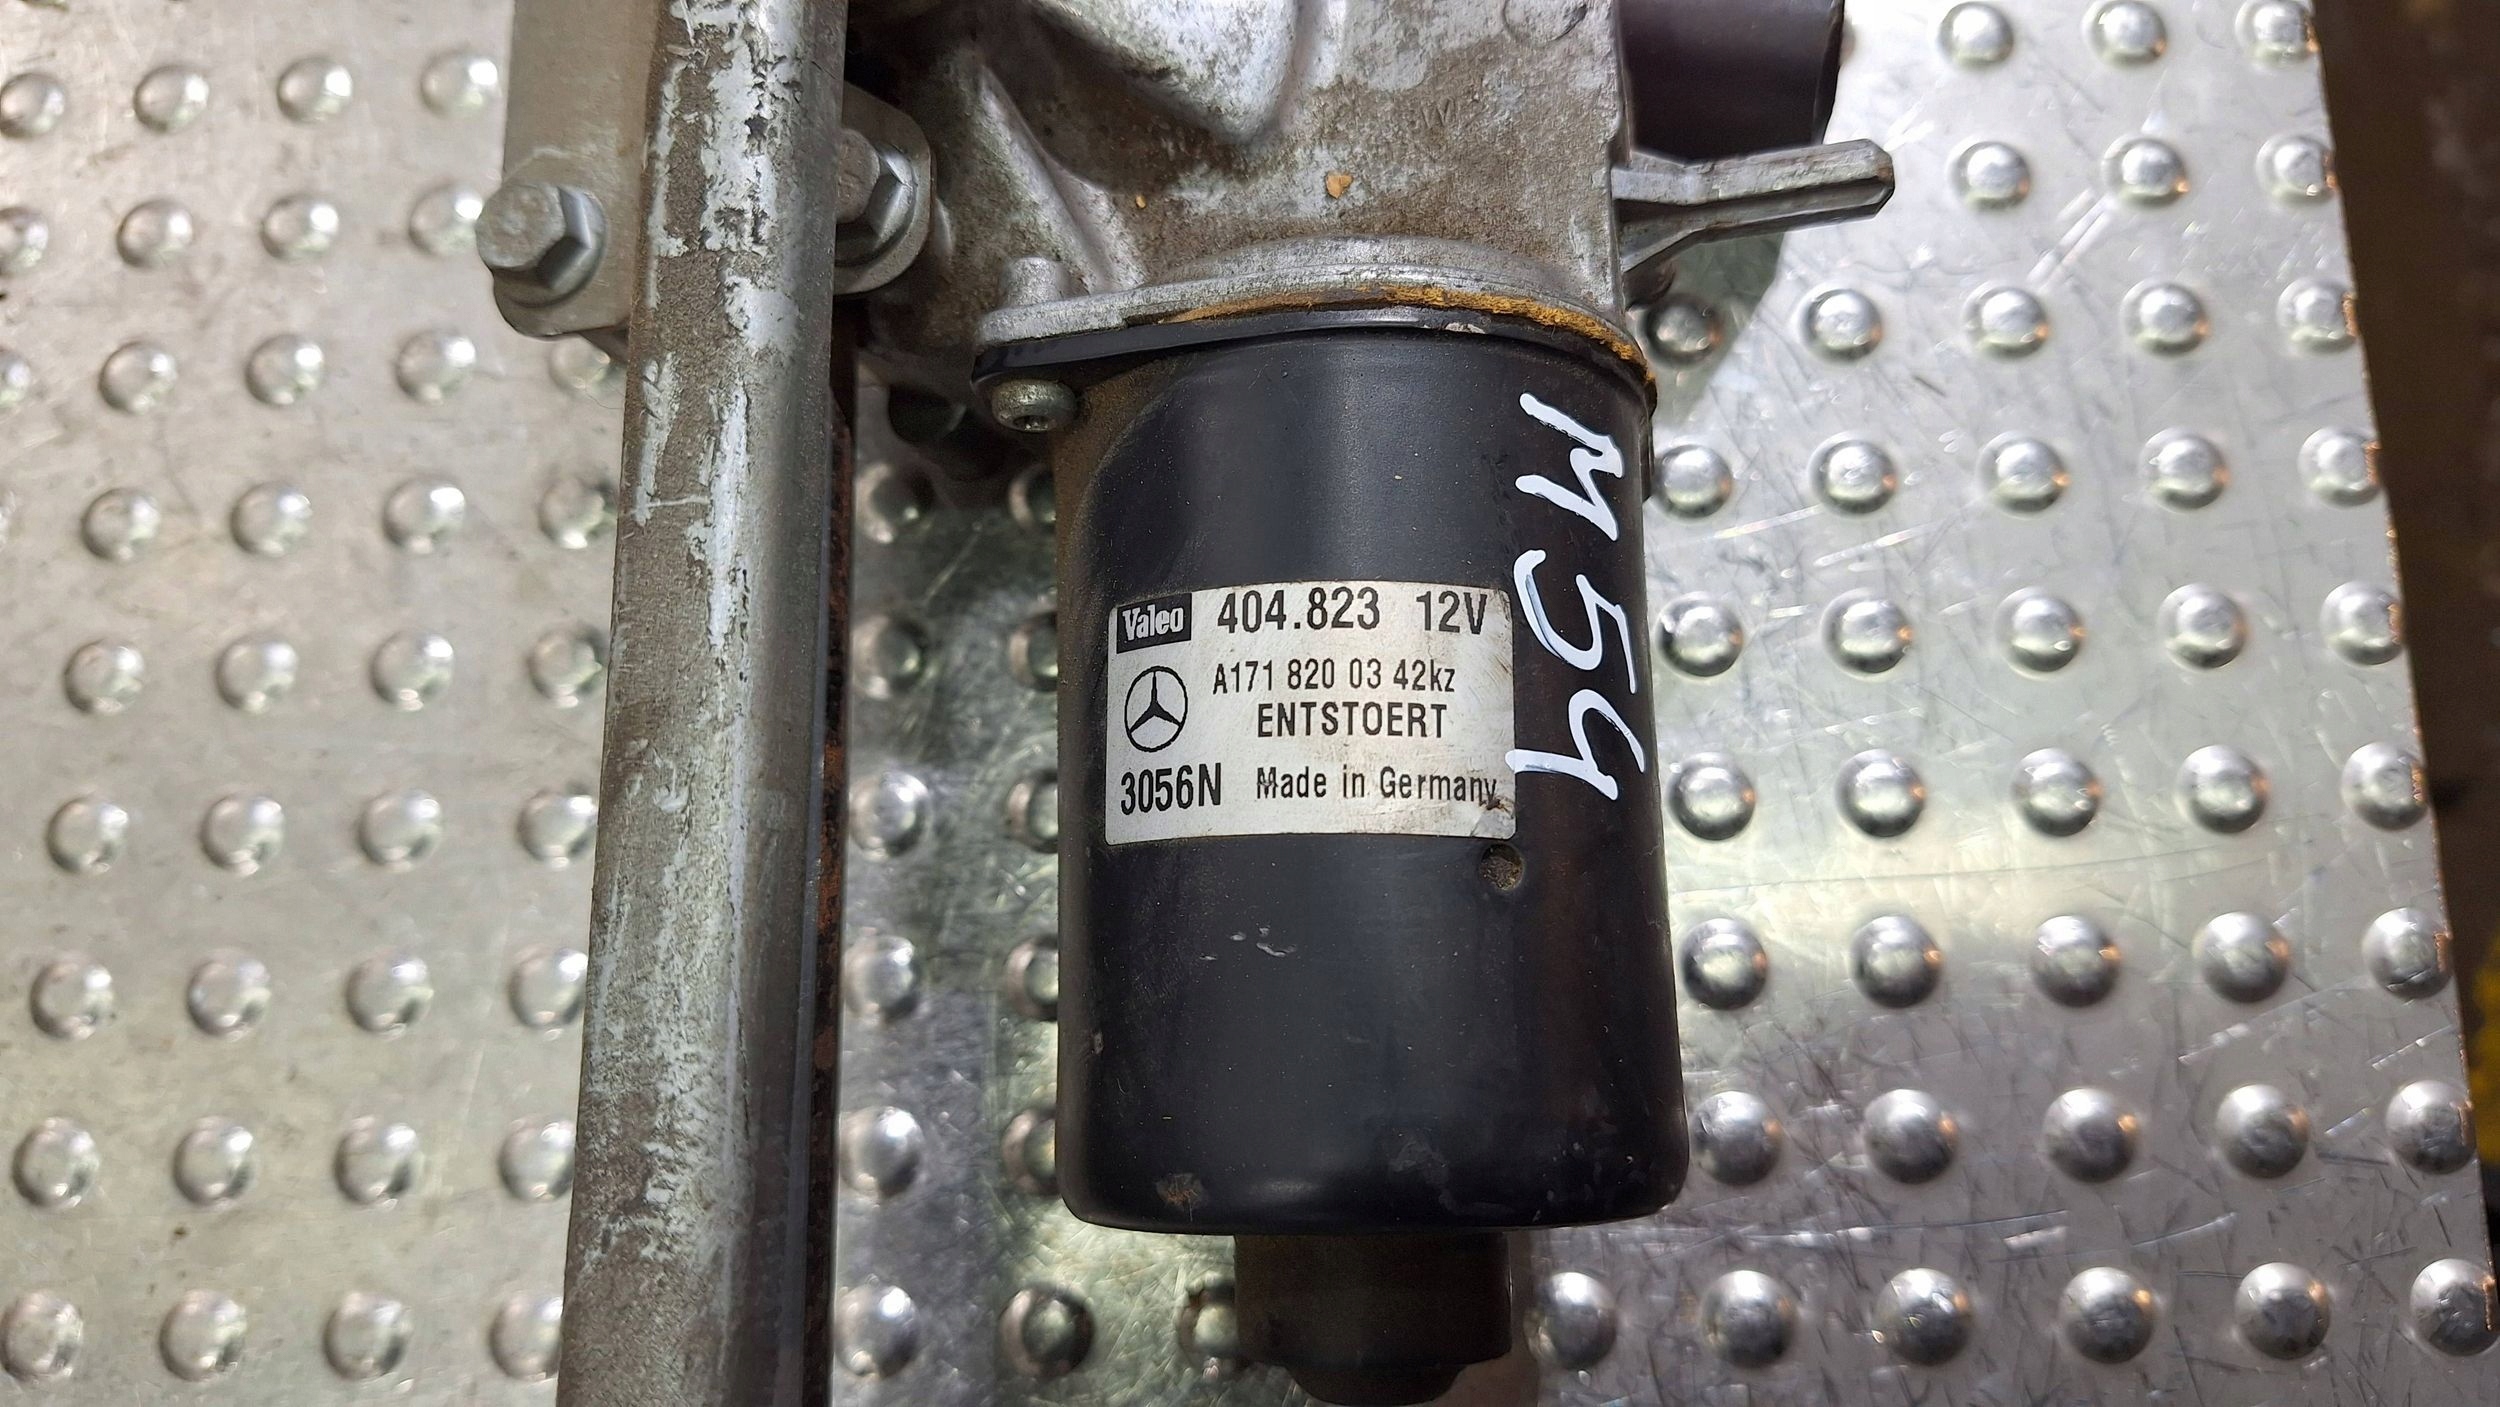 Valeo 404.823 12V
A171 820 03 42kz
ENTSTOERT
3056N Made in Germany
M54